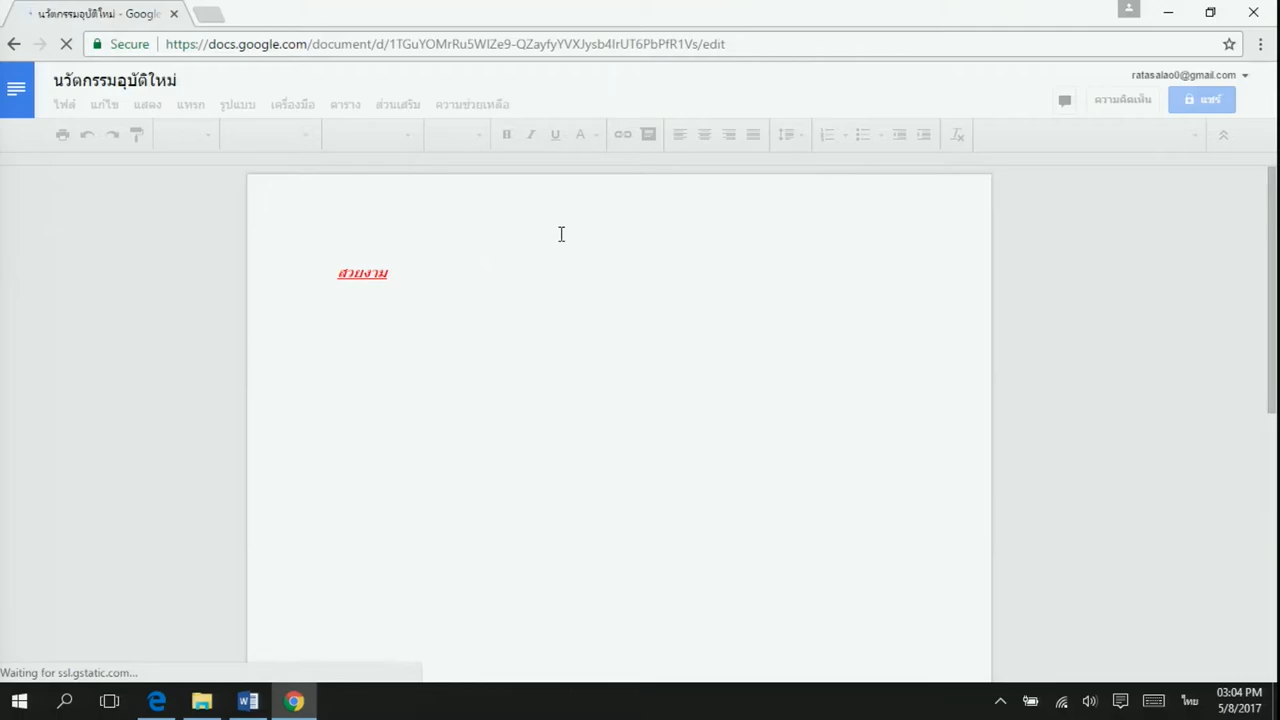 นวัตกรรมอุบัติใหม่ - Google
Secure https://docs.google.com/document/d/1TGuYOMrRu5WIZe9-QZayfyYVXJysb4IrUT6PbPfR1Vs/edit
นวัตกรรมอุบัติใหม่
ratasalao0@gmail.com
ไฟล์ แก้ไข แสดง แทรก รูปแบบ เครื่องมือ ตาราง ส่วนเสริม ความช่วยเหลือ
ความคิดเห็น แชร์
B I U A
สวยงาม
Waiting for ssl.gstatic.com...
ไทย
03:04 PM
5/8/2017